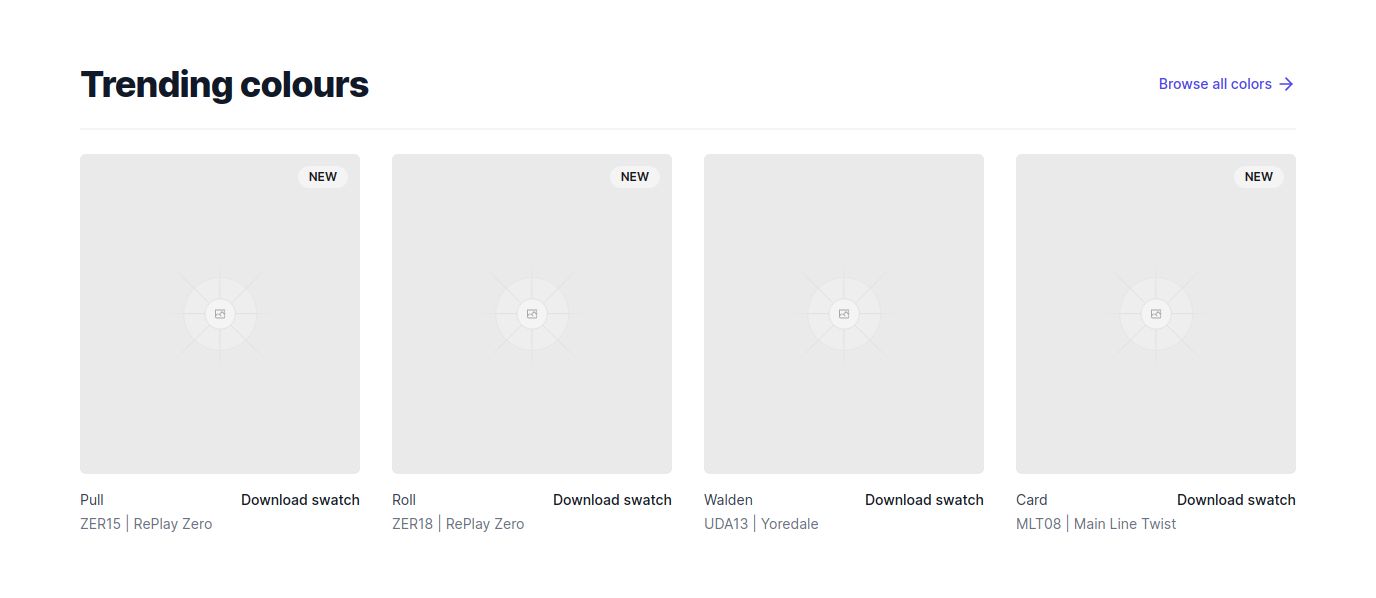 Trending colours
Browse all colors
NEW
NEW
NEW
Pull Download swatch
ZER15 | RePlay Zero
Roll Download swatch
ZER18 | RePlay Zero
Walden Download swatch
UDA13 | Yoredale
Card Download swatch
MLT08 | Main Line Twist